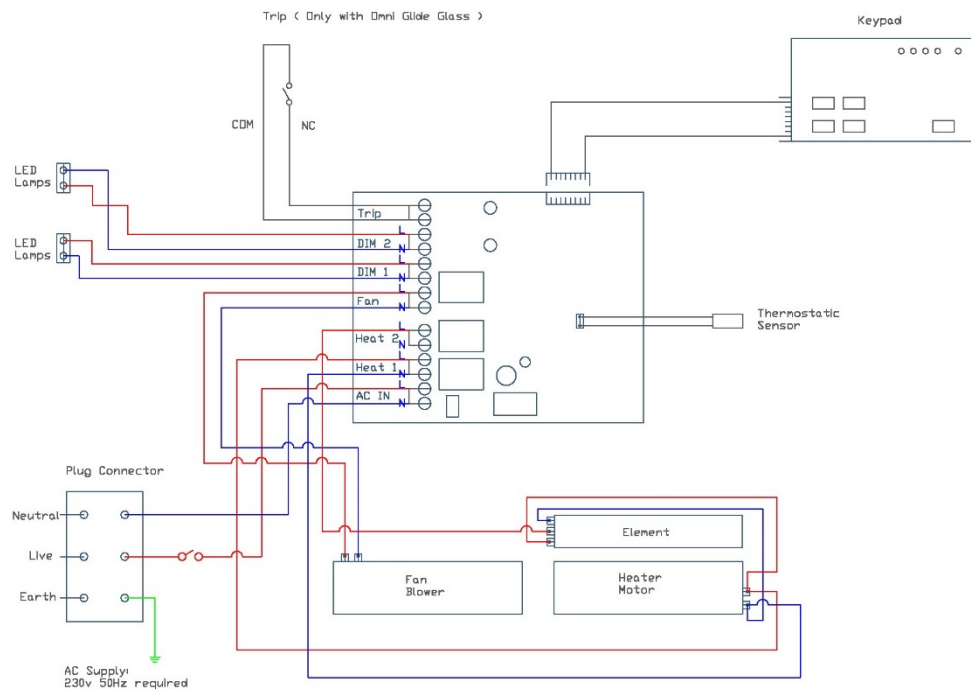 Trip ( Only with Omni Glide Glass )
Keypad
COM
NC
LED
Lamps
LED
Lamps
Trip
L
DIM 2
N
L
DIM 1
N
L
Fan
N
L
Heat 2
N
L
Heat 1
N
L
AC IN
N
Thermostatic
Sensor
Plug Connector
Neutral
Live
Earth
Element
Fan
Blower
Heater
Motor
AC Supply:
230v 50Hz required